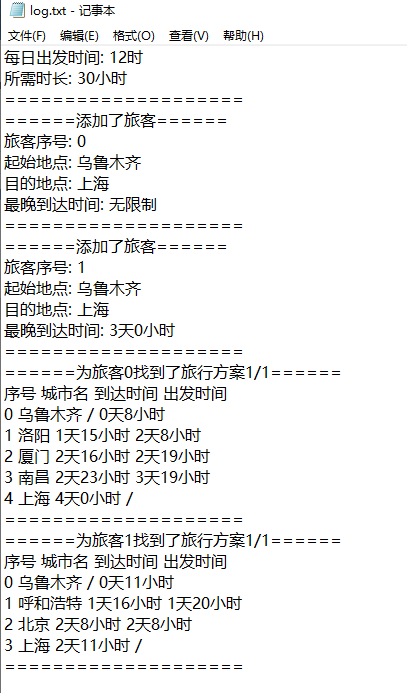 log.txt - 记事本
文件(F) 编辑(E) 格式(O) 查看(V) 帮助(H)
每日出发时间: 12时
所需时长: 30小时
====================
======添加了旅客======
旅客序号: 0
起始地点: 乌鲁木齐
目的地点: 上海
最晚到达时间: 无限制
====================
======添加了旅客======
旅客序号: 1
起始地点: 乌鲁木齐
目的地点: 上海
最晚到达时间: 3天0小时
====================
======为旅客0找到了旅行方案1/1======
序号 城市名 到达时间 出发时间
0 乌鲁木齐 / 0天8小时
1 洛阳 1天15小时 2天8小时
2 厦门 2天16小时 2天19小时
3 南昌 2天23小时 3天19小时
4 上海 4天0小时 /
====================
======为旅客1找到了旅行方案1/1======
序号 城市名 到达时间 出发时间
0 乌鲁木齐 / 0天11小时
1 呼和浩特 1天16小时 1天20小时
2 北京 2天8小时 2天8小时
3 上海 2天11小时 /
====================